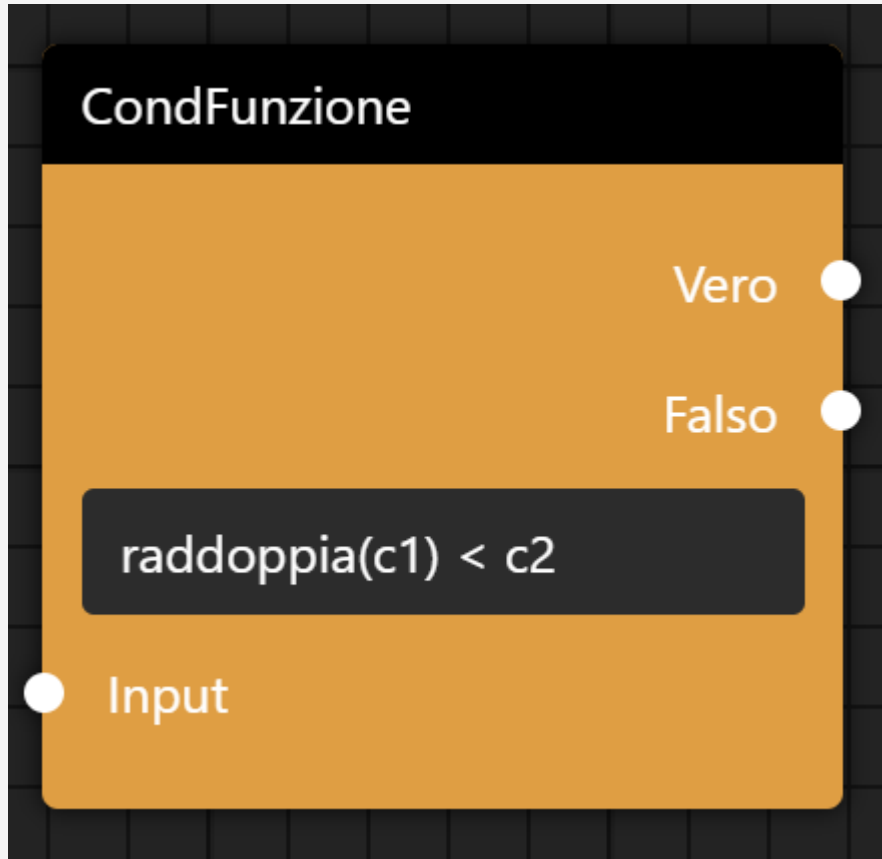 CondFunzione
Vero
Falso
raddoppia(c1) < c2
Input